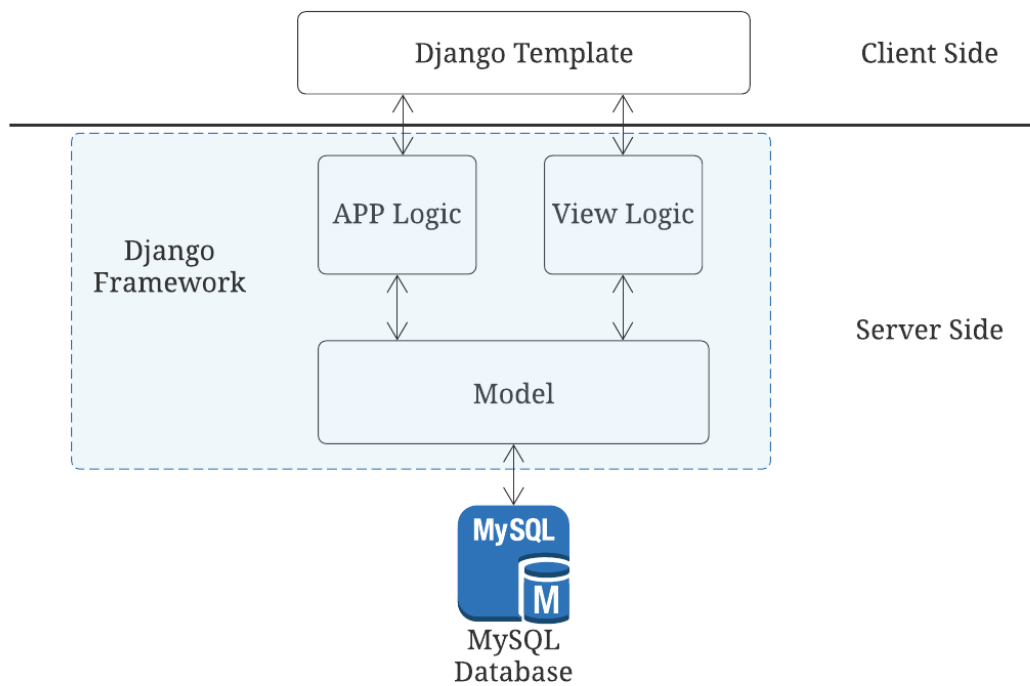 Django Template
Client Side
APP Logic
View Logic
Django
Framework
Server Side
Model
MySQL
M
MySQL
Database